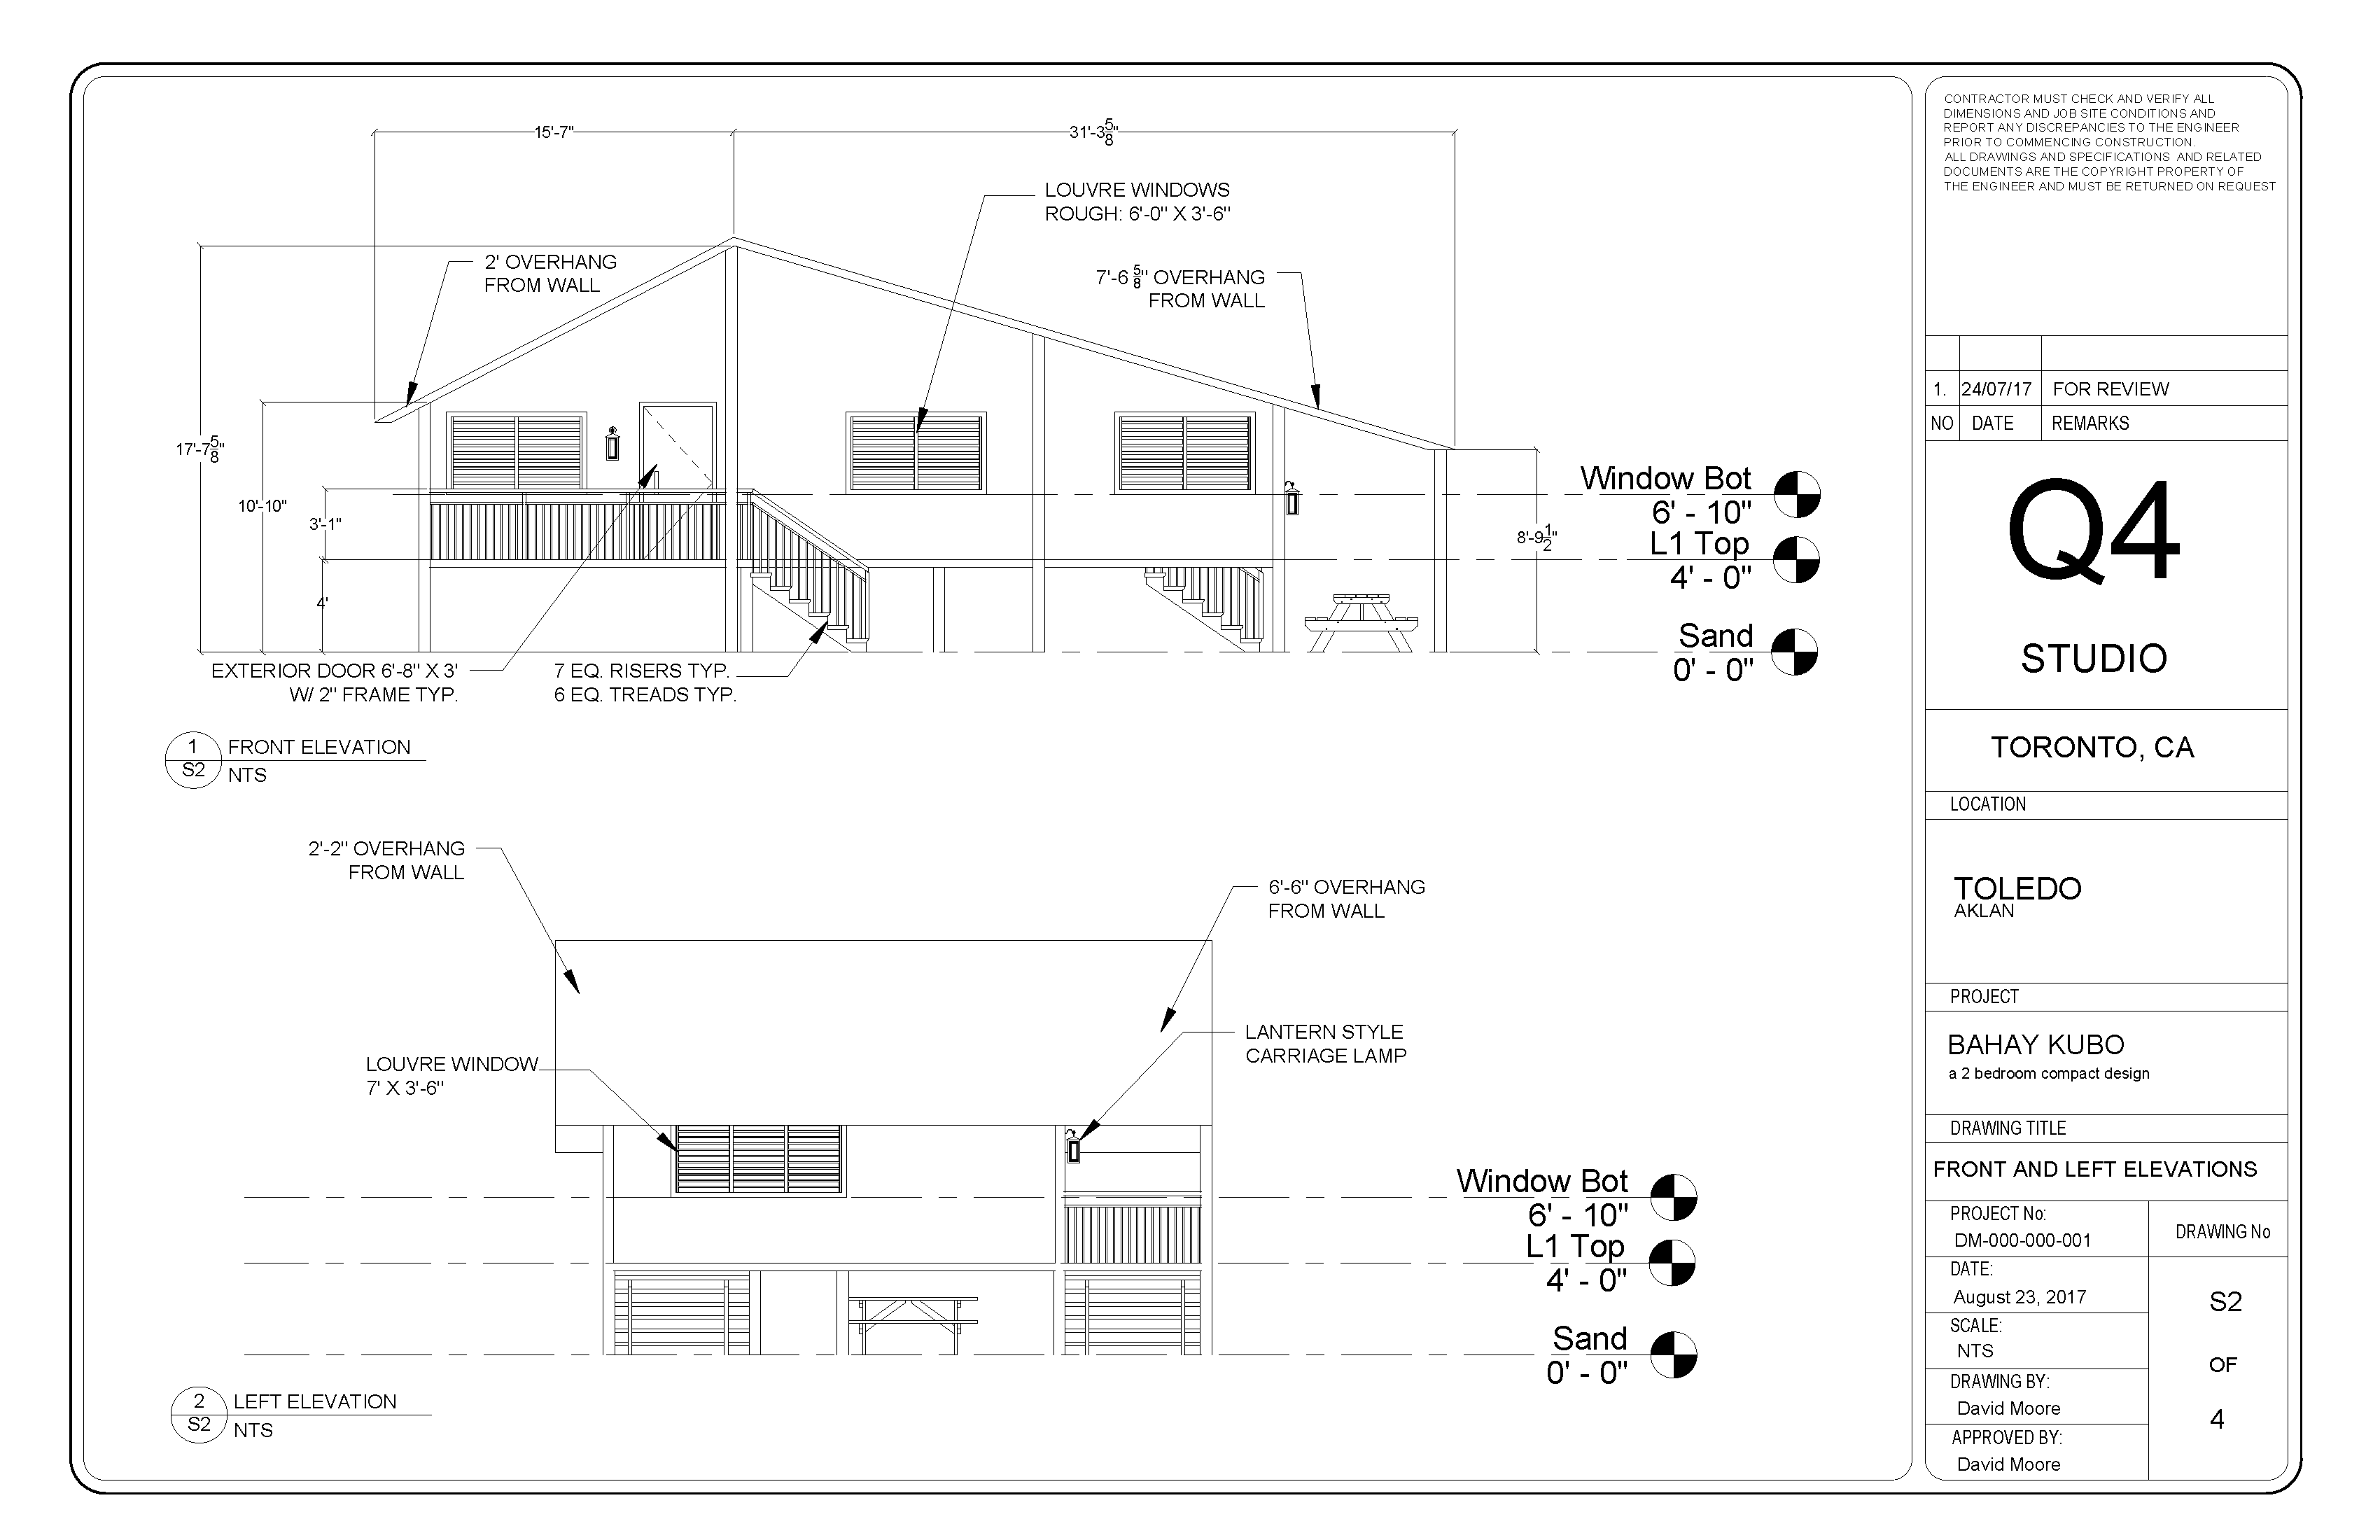 CONTRACTOR MUST CHECK AND VERIFY ALL
DIMENSIONS AND JOB SITE CONDITIONS AND
REPORT ANY DISCREPANCIES TO THE ENGINEER
PRIOR TO COMMENCING CONSTRUCTION.
ALL DRAWINGS AND SPECIFICATIONS AND RELATED
DOCUMENTS ARE THE COPYRIGHT PROPERTY OF
THE ENGINEER AND MUST BE RETURNED ON REQUEST
15'-7"
31'-3 5/8"
LOUVRE WINDOWS
ROUGH: 6'-0" X 3'-6"
2' OVERHANG
FROM WALL
7'-6 5/8" OVERHANG
FROM WALL
17'-7 5/8"
10'-10"
3'-1"
4'
8'-9 1/2"
Window Bot
6' - 10"
L1 Top
4' - 0"
Sand
0' - 0"
EXTERIOR DOOR 6'-8" X 3'
W/ 2" FRAME TYP.
7 EQ. RISERS TYP.
6 EQ. TREADS TYP.
1
S2
FRONT ELEVATION
NTS
2'-2" OVERHANG
FROM WALL
6'-6" OVERHANG
FROM WALL
LANTERN STYLE
CARRIAGE LAMP
LOUVRE WINDOW
7' X 3'-6"
Window Bot
6' - 10"
L1 Top
4' - 0"
Sand
0' - 0"
2
S2
LEFT ELEVATION
NTS
1. 24/07/17 FOR REVIEW
NO DATE REMARKS
Q4
STUDIO
TORONTO, CA
LOCATION
TOLEDO
AKLAN
PROJECT
BAHAY KUBO
a 2 bedroom compact design
DRAWING TITLE
FRONT AND LEFT ELEVATIONS
PROJECT No:
DM-000-000-001
DATE:
August 23, 2017
SCALE:
NTS
DRAWING BY:
David Moore
APPROVED BY:
David Moore
DRAWING No
S2
OF
4